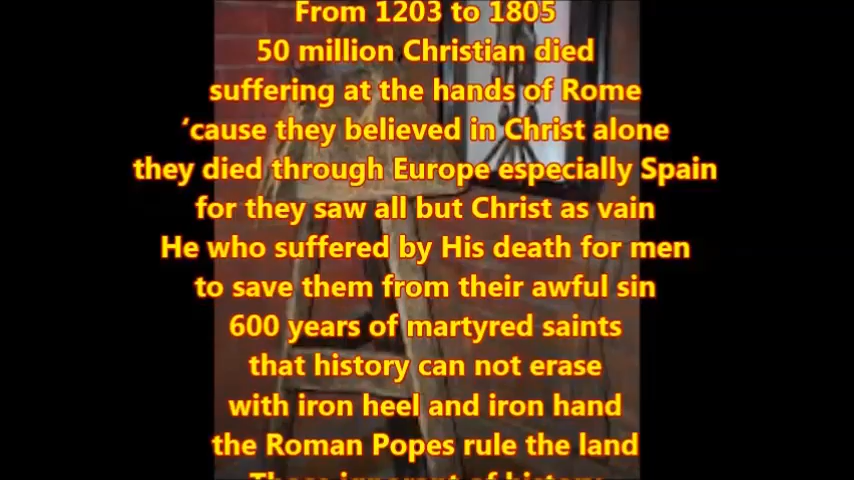 From 1203 to 1805
50 million Christian died
suffering at the hands of Rome
‘cause they believed in Christ alone
they died through Europe especially Spain
for they saw all but Christ as vain
He who suffered by His death for men
to save them from their awful sin
600 years of martyred saints
that history can not erase
with iron heel and iron hand
the Roman Popes rule the land